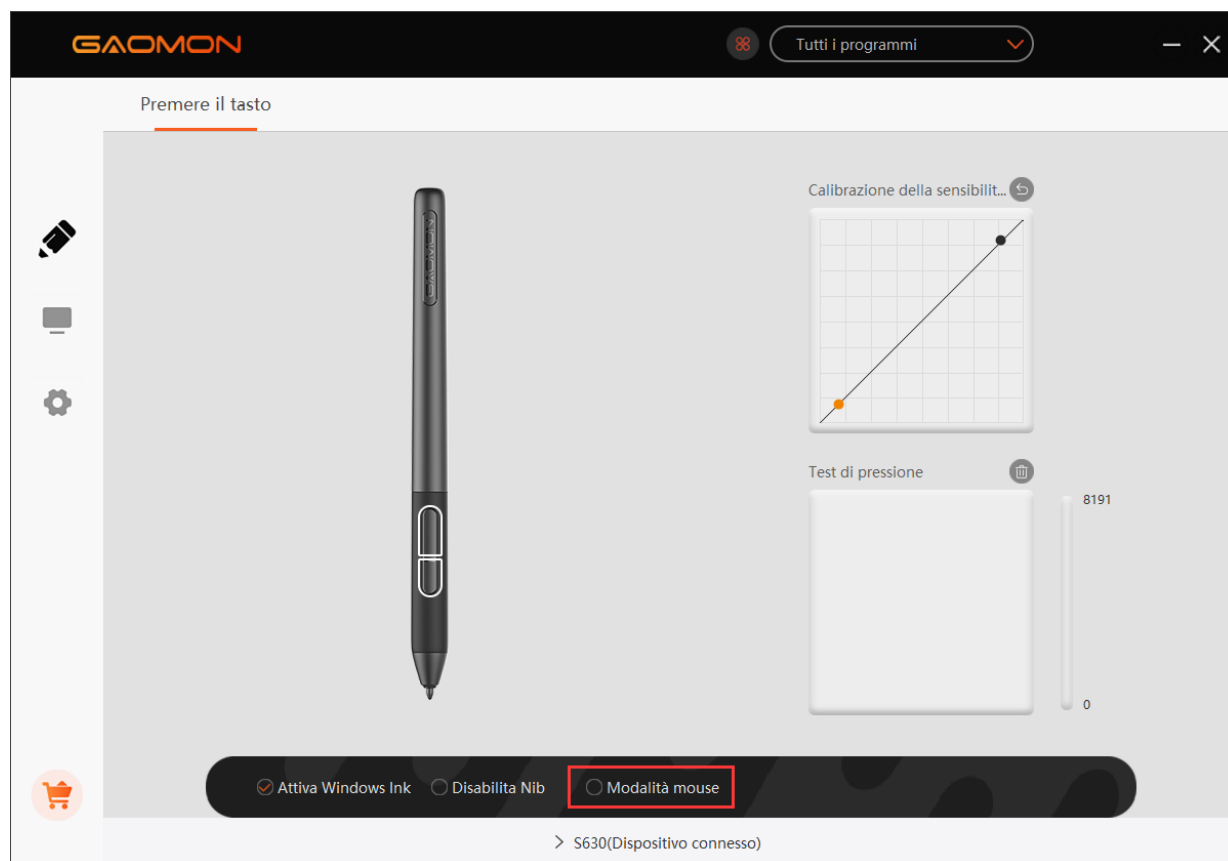 GAOMON
Tutti i programmi
Premere il tasto
Calibrazione della sensibilit...
GAOMON
Test di pressione
8191
0
Attiva Windows Ink
Disabilita Nib
Modalità mouse
S630(Dispositivo connesso)